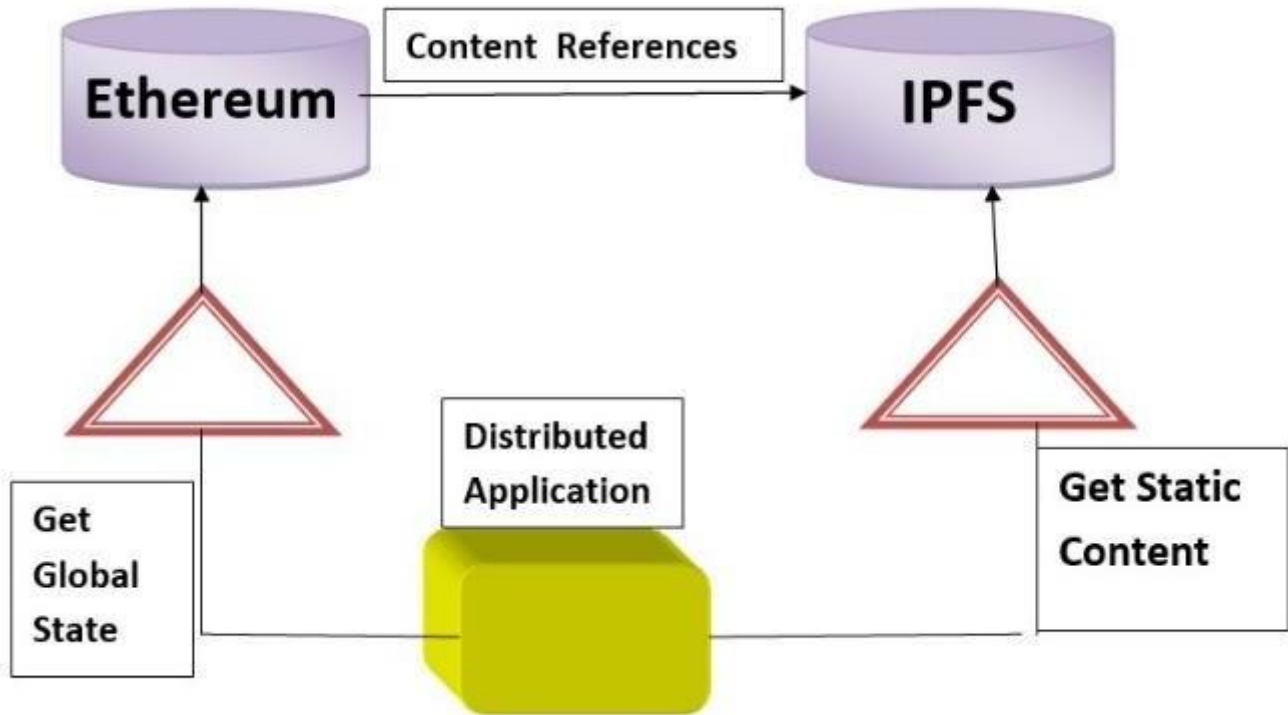 Content References
Ethereum
IPFS
Distributed
Application
Get
Global
State
Get Static
Content